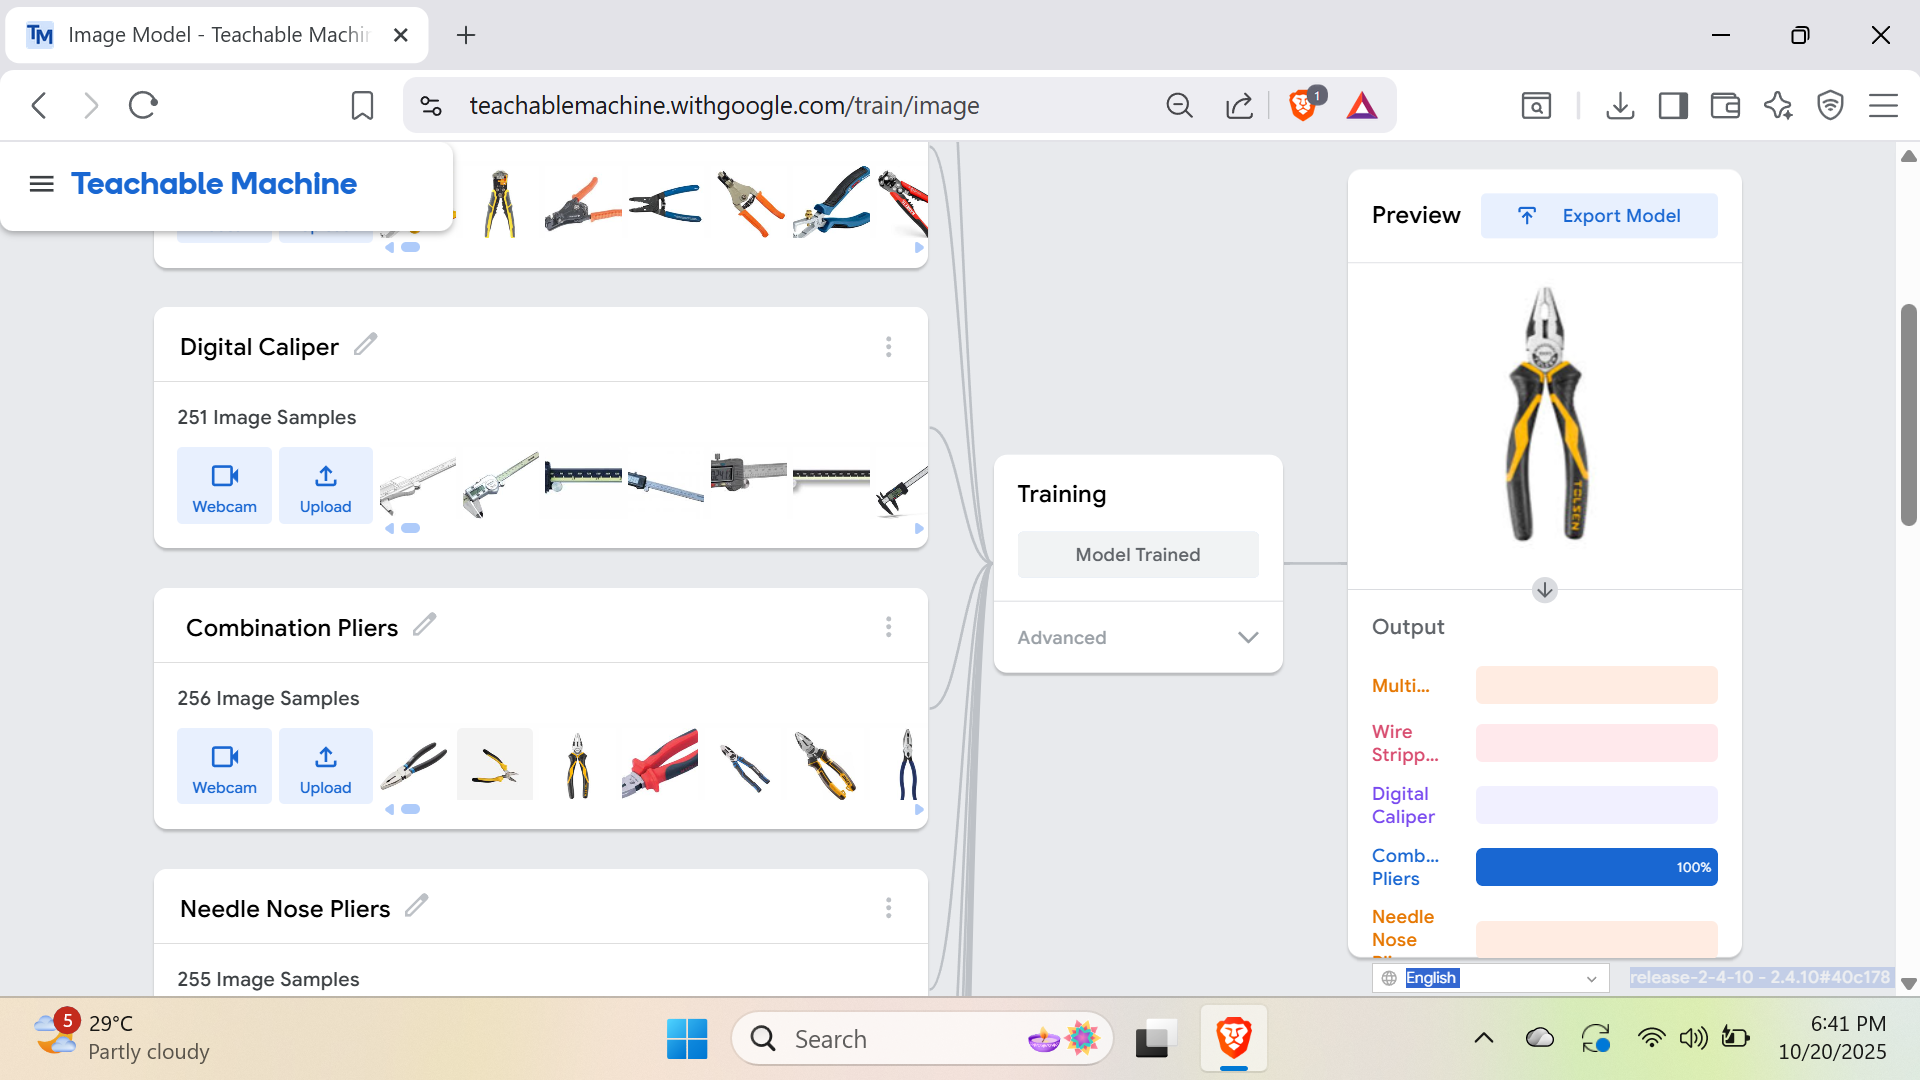 Image Model - Teachable Machin
teachablemachine.withgoogle.com/train/image
1
Teachable Machine
Digital Caliper
251 Image Samples
Webcam
Upload
Combination Pliers
256 Image Samples
Webcam
Upload
Needle Nose Pliers
255 Image Samples
Training
Model Trained
Advanced
Preview
Export Model
TOLSEN
Output
Multi...
Wire
Stripp...
Digital
Caliper
Comb...
Pliers
100%
Needle
Nose
English
release-2-4-10 - 2.4.10#40c178
5
29°C
Partly cloudy
Search
6:41 PM
10/20/2025